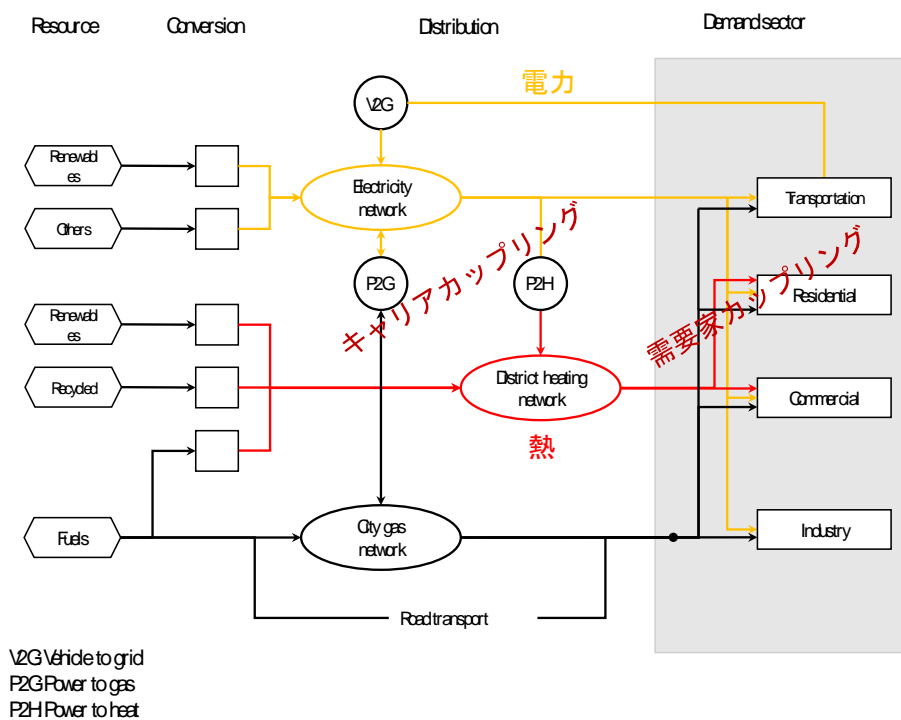 Resource
Conversion
Distribution
Demand sector
電力
V2G
Renewabl
es
Electricity
network
Transportation
Others
キャリアカップリング
P2G
P2H
需要家カップリング
Residential
Renewabl
es
Recycled
District heating
network
Commercial
熱
Fuels
City gas
network
Industry
Road transport
V2G Vehicle to grid
P2G Power to gas
P2H Power to heat